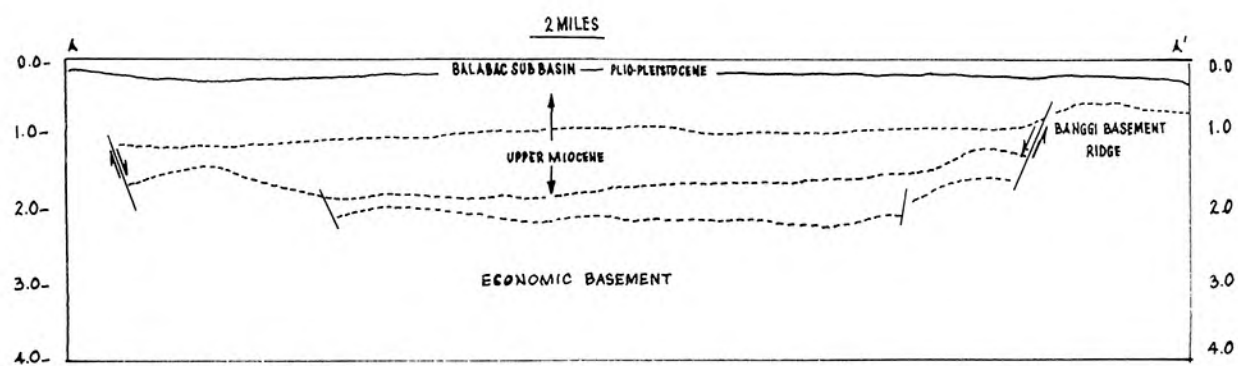 2 MILES
A A'
0.0- 0.0
BALABAC SUB BASIN — PLIO-PLEISTOCENE
1.0- 1.0
BANGGI BASEMENT
RIDGE
UPPER MIOCENE
2.0- 2.0
ECONOMIC BASEMENT
3.0- 3.0
4.0- 4.0